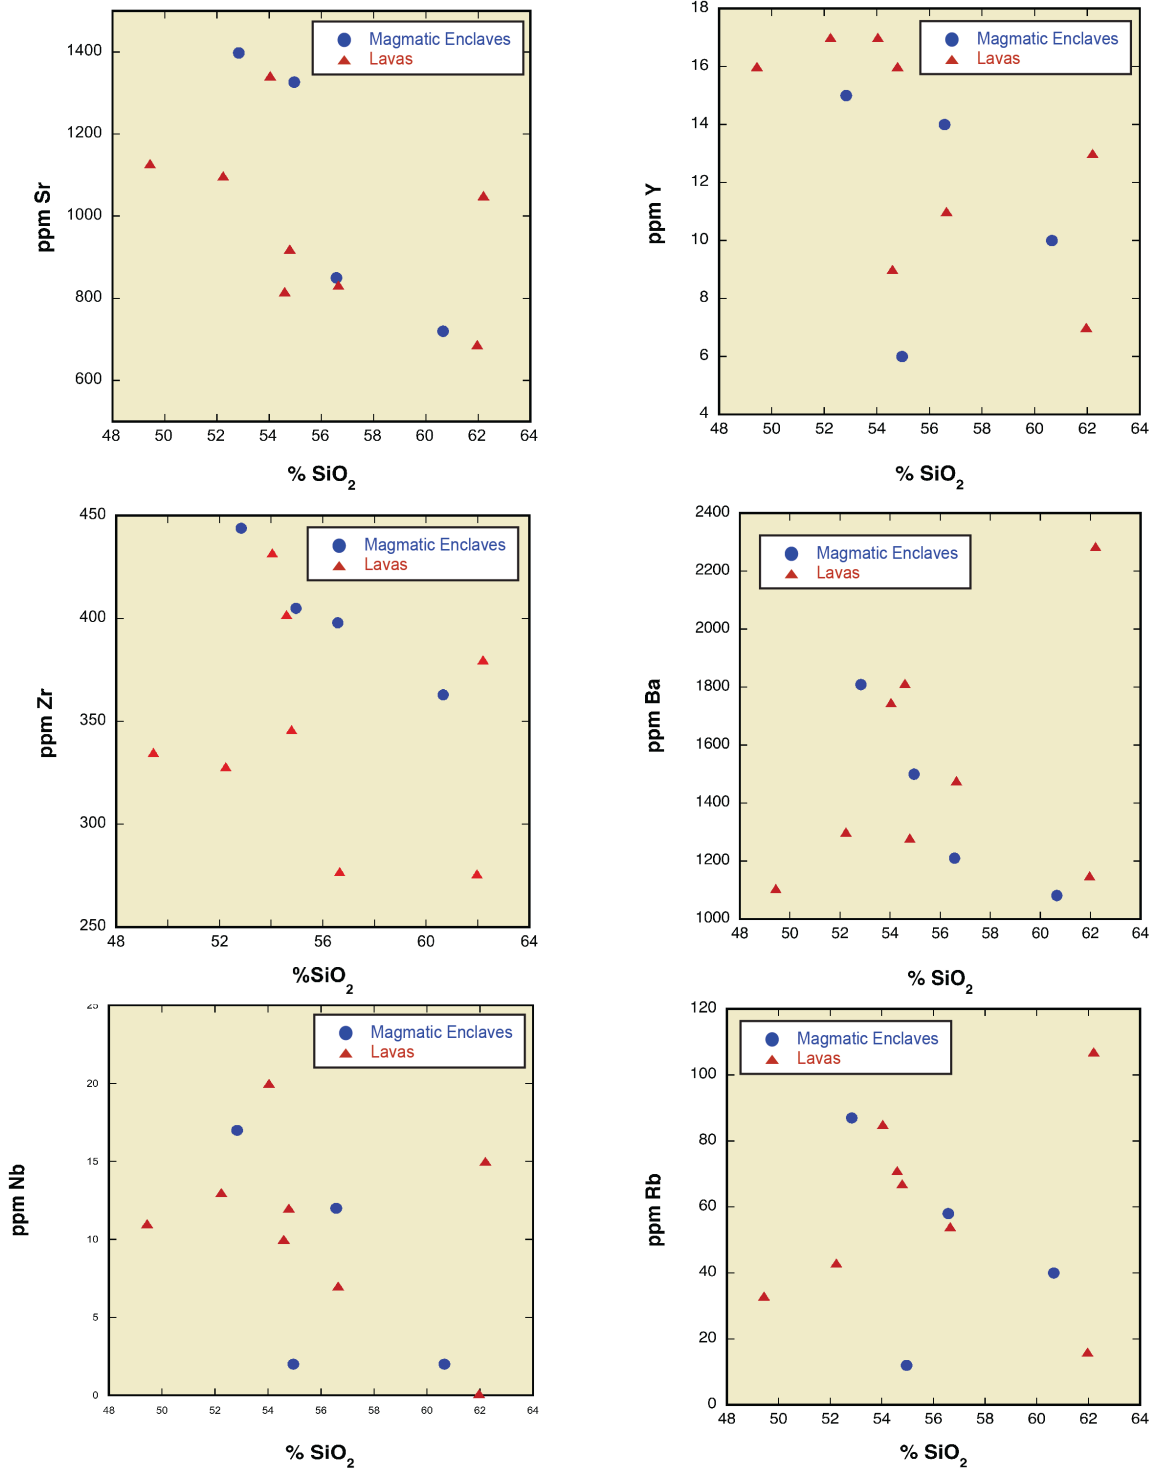 Magmatic Enclaves
Lavas
1400
1200
1000
800
600
48 50 52 54 56 58 60 62 64
ppm Sr
% SiO2
Magmatic Enclaves
Lavas
18
16
14
12
10
8
6
4
48 50 52 54 56 58 60 62 64
ppm Y
% SiO2
Magmatic Enclaves
Lavas
450
400
350
300
250
48 52 56 60 64
ppm Zr
%SiO2
Magmatic Enclaves
Lavas
2400
2200
2000
1800
1600
1400
1200
1000
48 50 52 54 56 58 60 62 64
ppm Ba
% SiO2
Magmatic Enclaves
Lavas
25
20
15
10
5
0
48 50 52 54 56 58 60 62 64
ppm Nb
% SiO2
Magmatic Enclaves
Lavas
120
100
80
60
40
20
0
48 50 52 54 56 58 60 62 64
ppm Rb
% SiO2